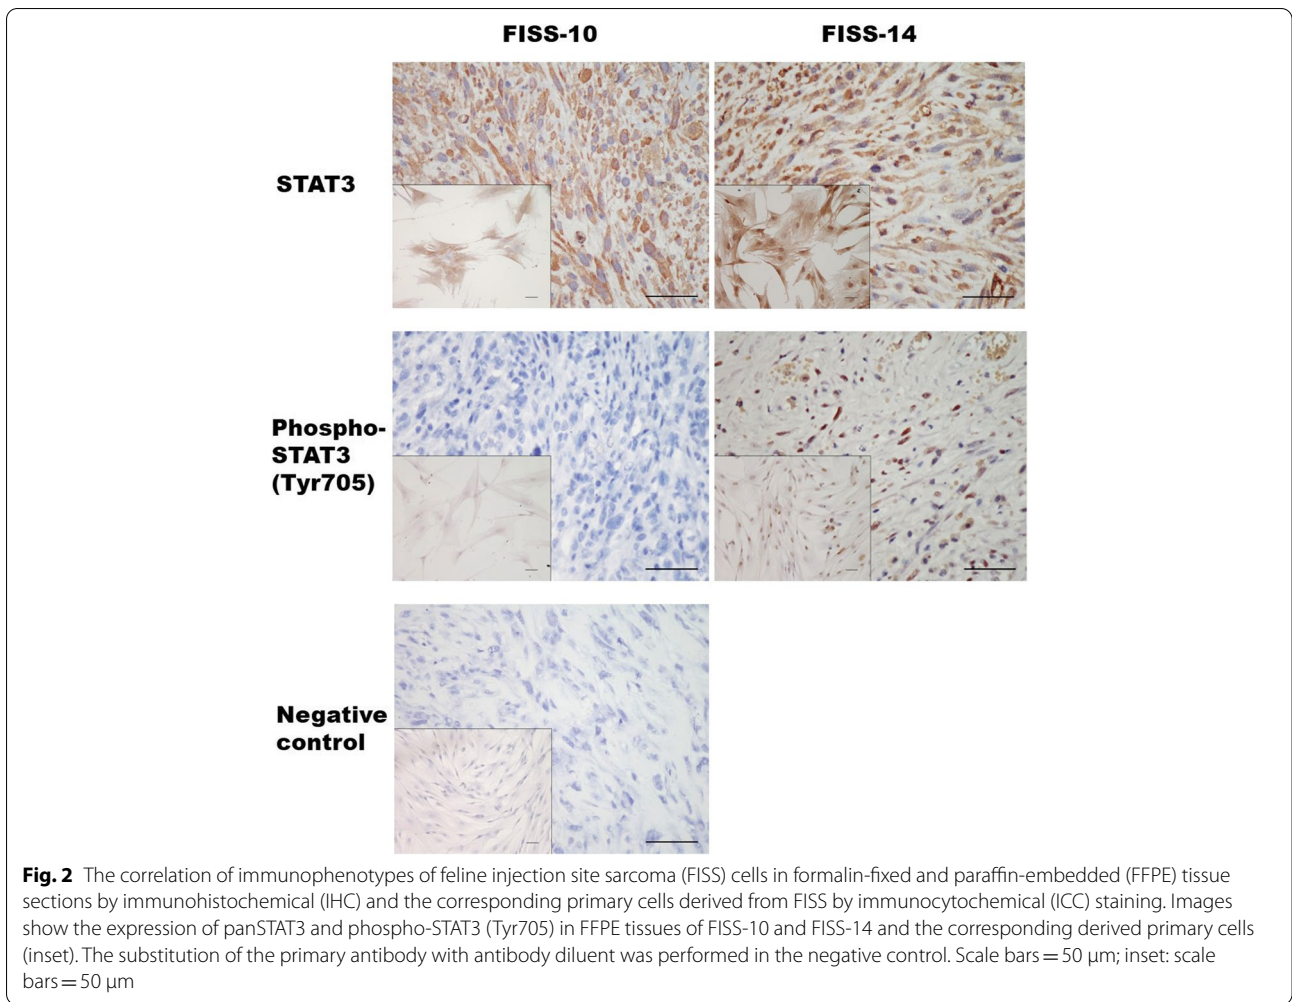 FISS-10
FISS-14
STAT3
Phospho-
STAT3
(Tyr705)
Negative
control
Fig. 2 The correlation of immunophenotypes of feline injection site sarcoma (FISS) cells in formalin-fixed and paraffin-embedded (FFPE) tissue
sections by immunohistochemical (IHC) and the corresponding primary cells derived from FISS by immunocytochemical (ICC) staining. Images
show the expression of panSTAT3 and phospho-STAT3 (Tyr705) in FFPE tissues of FISS-10 and FISS-14 and the corresponding derived primary cells
(inset). The substitution of the primary antibody with antibody diluent was performed in the negative control. Scale bars = 50 µm; inset: scale
bars = 50 µm